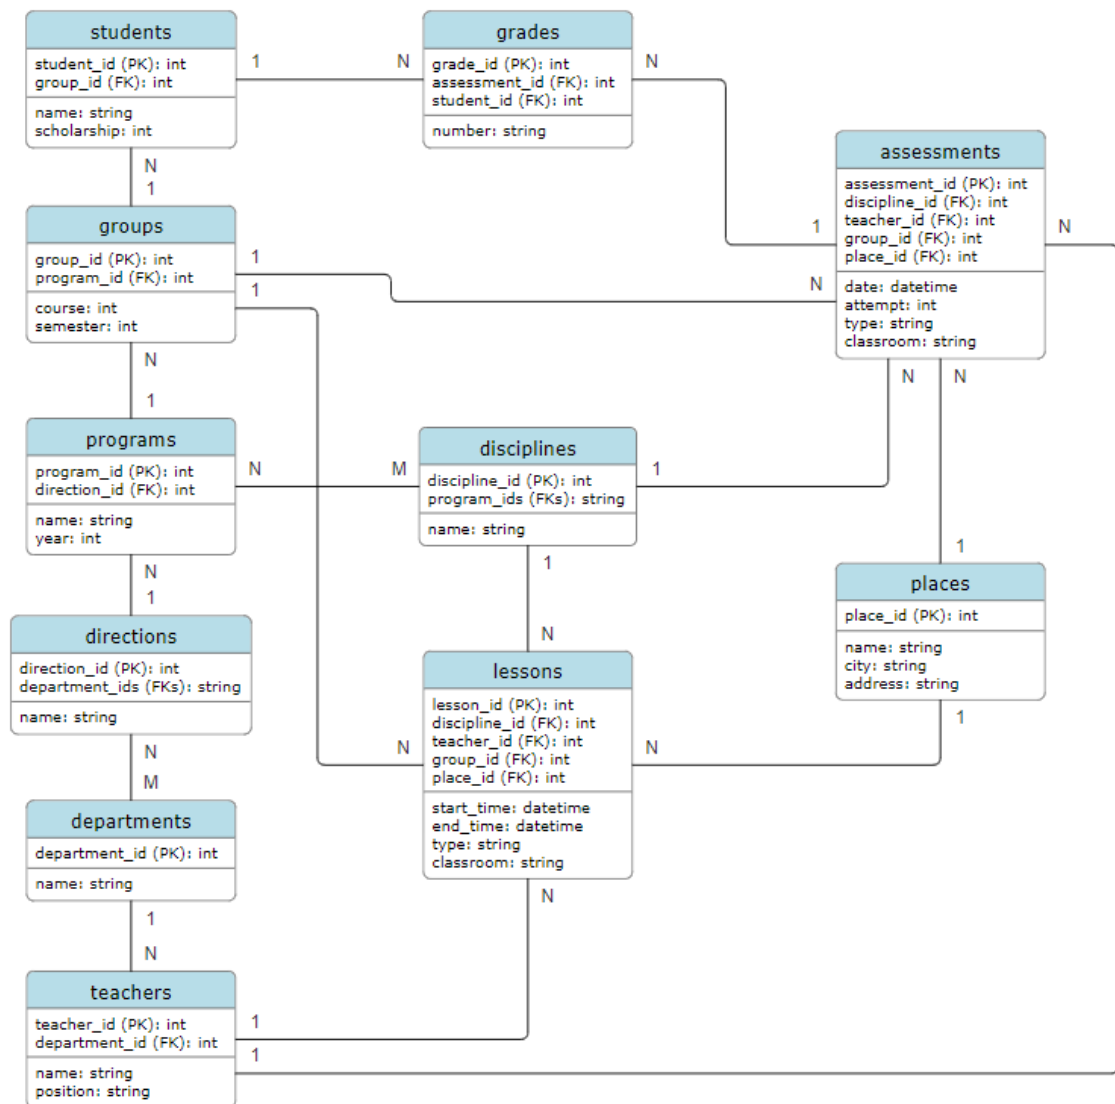 students
student_id (PK): int
group_id (FK): int
name: string
scholarship: int
1
N
grades
grade_id (PK): int
assessment_id (FK): int
student_id (FK): int
number: string
N
1
assessments
assessment_id (PK): int
discipline_id (FK): int
teacher_id (FK): int
group_id (FK): int
place_id (FK): int
date: datetime
attempt: int
type: string
classroom: string
N
N
1
groups
group_id (PK): int
program_id (FK): int
course: int
semester: int
1
1
N
N
1
programs
program_id (PK): int
direction_id (FK): int
name: string
year: int
N
M
disciplines
discipline_id (PK): int
program_ids (FKs): string
name: string
1
N
N
1
places
place_id (PK): int
name: string
city: string
address: string
1
N
1
directions
direction_id (PK): int
department_ids (FKs): string
name: string
1
N
lessons
lesson_id (PK): int
discipline_id (FK): int
teacher_id (FK): int
group_id (FK): int
place_id (FK): int
start_time: datetime
end_time: datetime
type: string
classroom: string
N
N
N
N
M
departments
department_id (PK): int
name: string
1
N
teachers
teacher_id (PK): int
department_id (FK): int
name: string
position: string
1
1